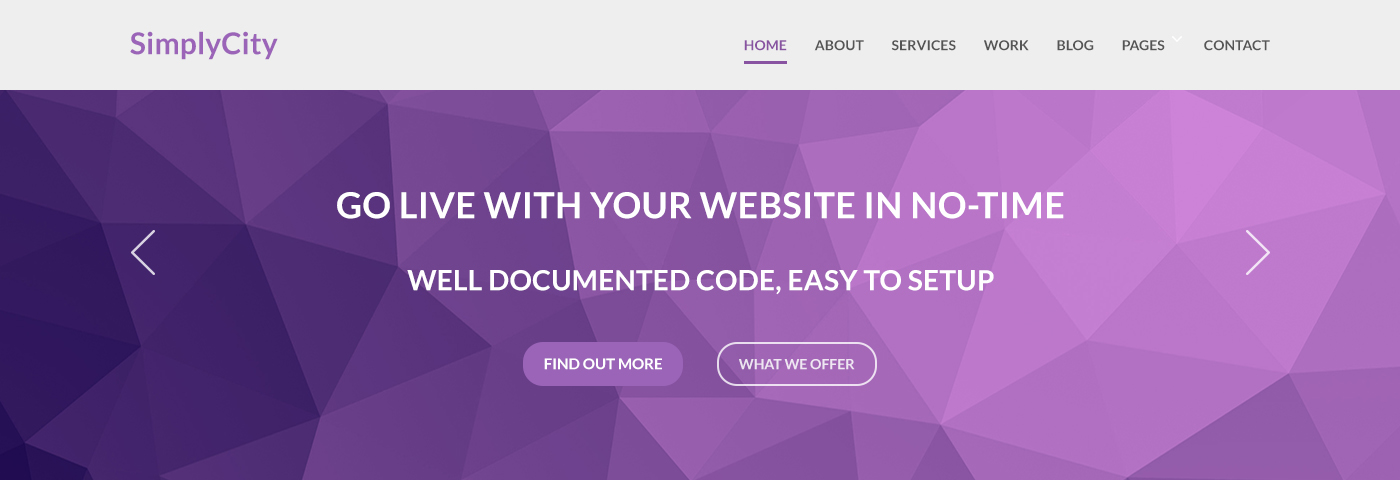 SimplyCity
HOME ABOUT SERVICES WORK BLOG PAGES CONTACT
GO LIVE WITH YOUR WEBSITE IN NO-TIME
WELL DOCUMENTED CODE, EASY TO SETUP
FIND OUT MORE WHAT WE OFFER